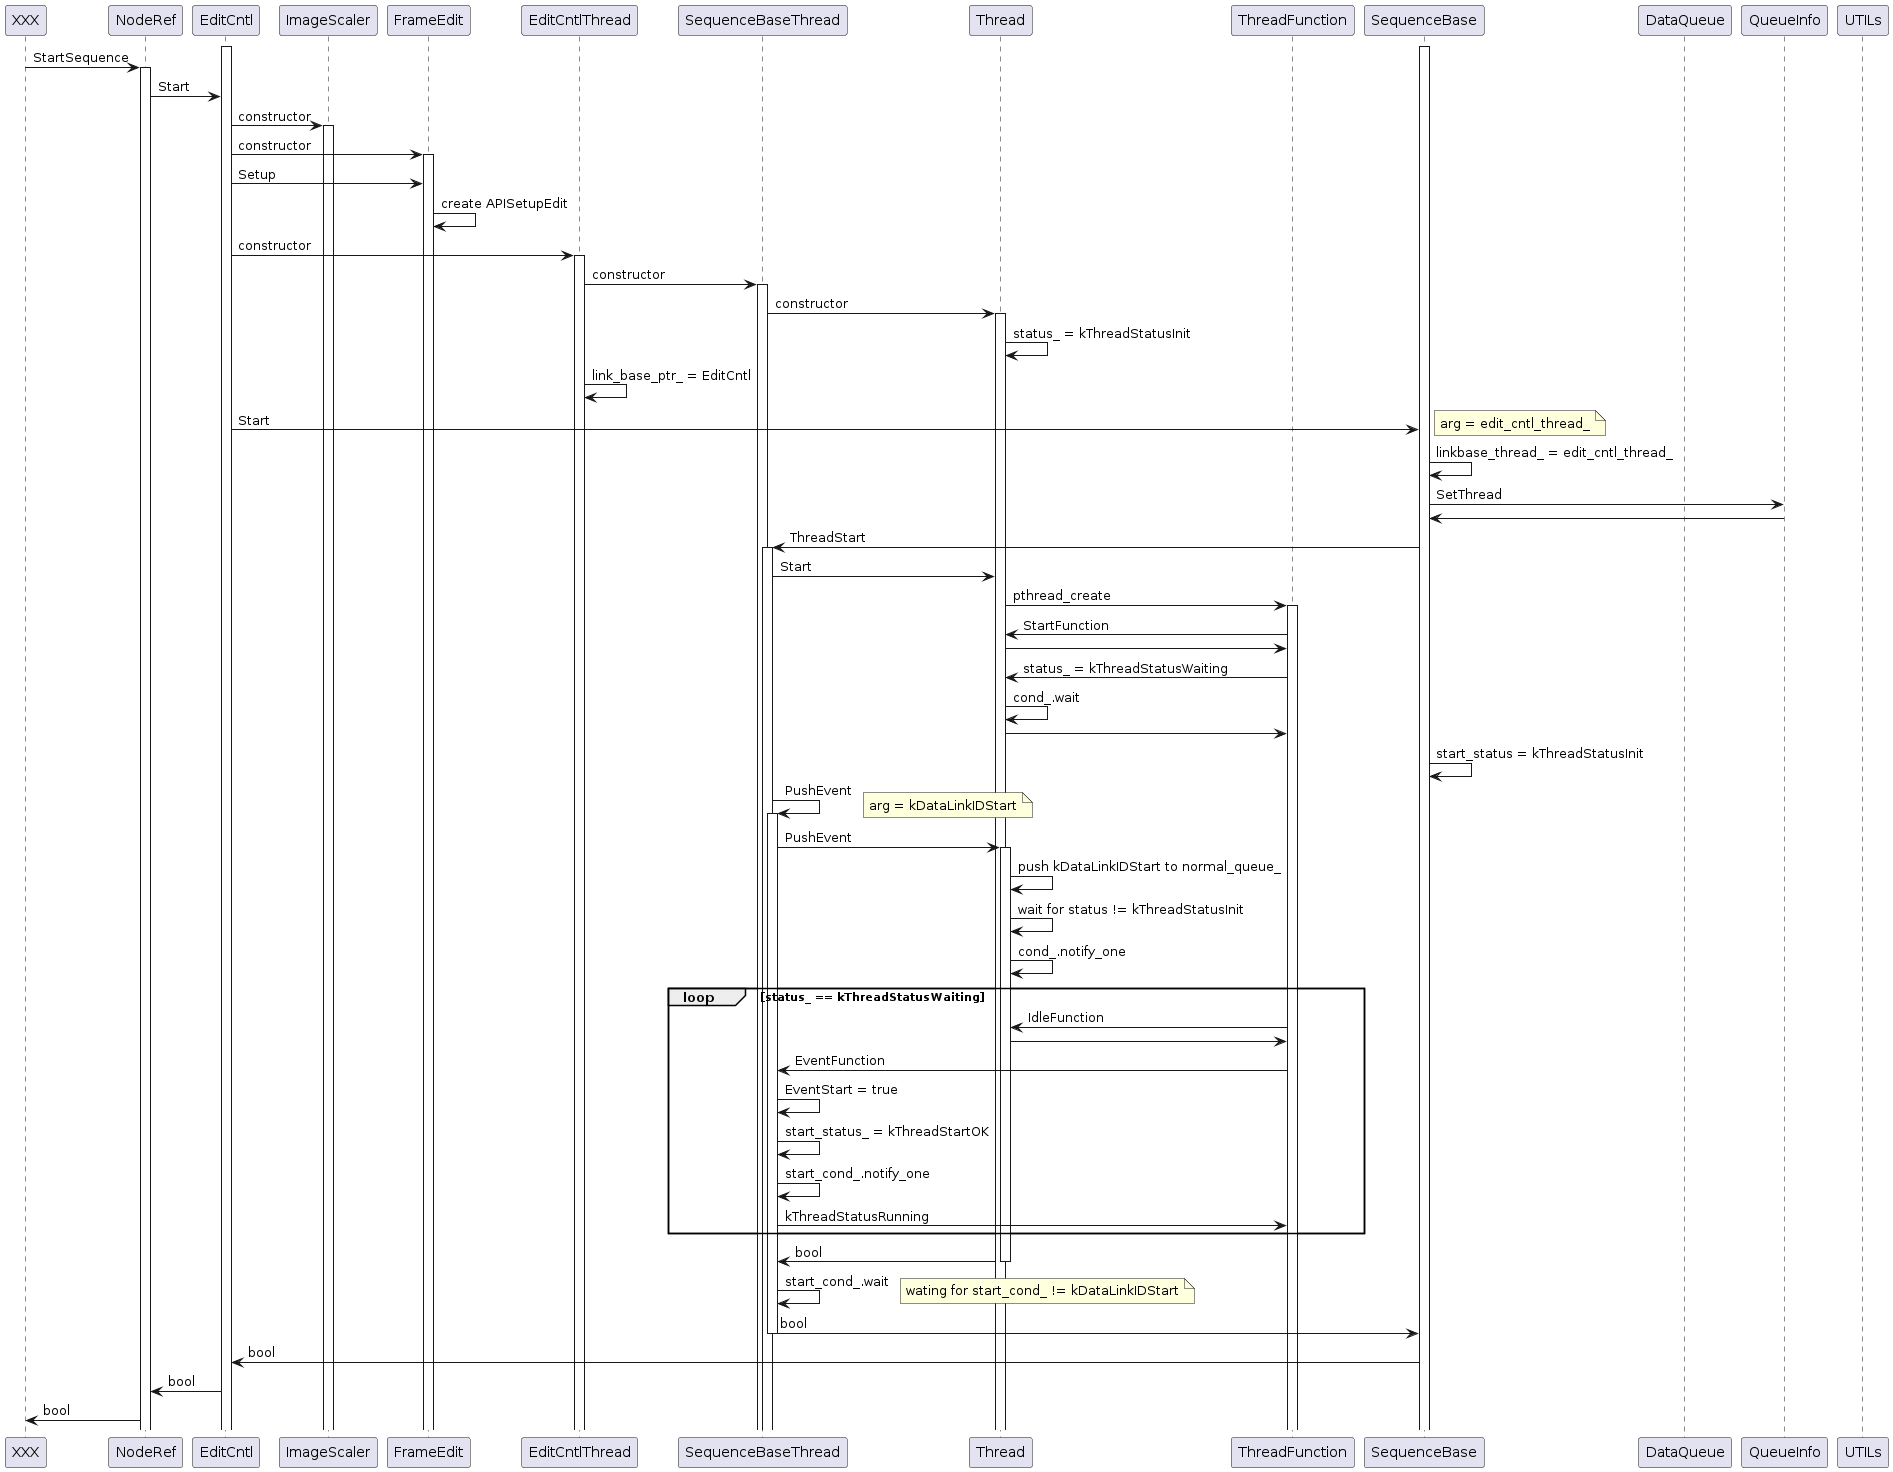 XXX
NodeRef
EditCntl
ImageScaler
FrameEdit
EditCntlThread
SequenceBaseThread
Thread
ThreadFunction
SequenceBase
DataQueue
QueueInfo
UTILs
StartSequence
Start
constructor
constructor
Setup
create APISetupEdit
constructor
constructor
constructor
status_ = kThreadStatusInit
link_base_ptr_ = EditCntl
Start
arg = edit_cntl_thread_
linkbase_thread_ = edit_cntl_thread_
SetThread
ThreadStart
Start
pthread_create
StartFunction
status_ = kThreadStatusWaiting
cond_.wait
start_status = kThreadStatusInit
PushEvent
arg = kDataLinkIDStart
PushEvent
push kDataLinkIDStart to normal_queue_
wait for status != kThreadStatusInit
cond_.notify_one
loop
[status_ == kThreadStatusWaiting]
IdleFunction
EventFunction
EventStart = true
start_status_ = kThreadStartOK
start_cond_.notify_one
kThreadStatusRunning
bool
start_cond_.wait
wating for start_cond_ != kDataLinkIDStart
bool
bool
bool
bool
XXX
NodeRef
EditCntl
ImageScaler
FrameEdit
EditCntlThread
SequenceBaseThread
Thread
ThreadFunction
SequenceBase
DataQueue
QueueInfo
UTILs